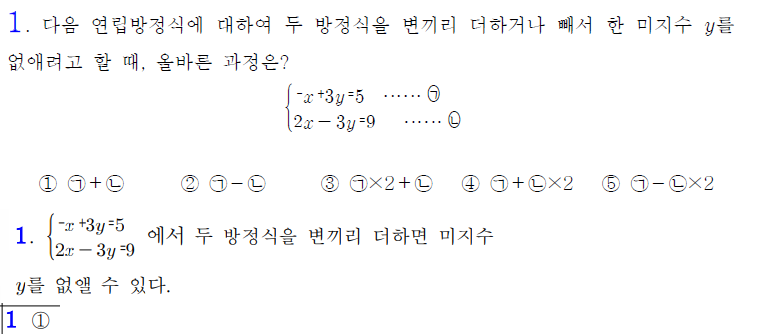 1. 다음 연립방정식에 대하여 두 방정식을 변끼리 더하거나 빼서 한 미지수 y를
없애려고 할 때, 올바른 과정은?
-x+3y=5 ⋯⋯ ㉠
2x-3y=9 ⋯⋯ ㉡
① ㉠+㉡ ② ㉠-㉡ ③ ㉠×2+㉡ ④ ㉠+㉡×2 ⑤ ㉠-㉡×2
1. { -x+3y=5
2x-3y=9 에서 두 방정식을 변끼리 더하면 미지수
y를 없앨 수 있다.
1 ①